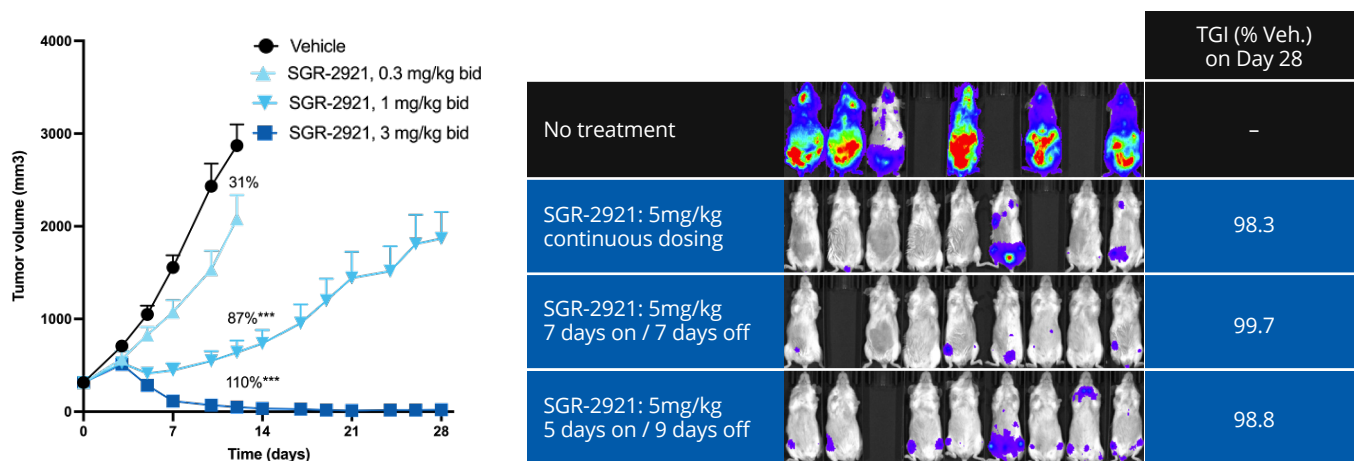 4000
3000
2000
1000
0
Tumor volume (mm3)
Vehicle
SGR-2921, 0.3 mg/kg bid
SGR-2921, 1 mg/kg bid
SGR-2921, 3 mg/kg bid
31%
87%***
110%***
0 7 14 21 28
Time (days)
TGI (% Veh.)
on Day 28
No treatment
–
SGR-2921: 5mg/kg
continuous dosing
98.3
SGR-2921: 5mg/kg
7 days on / 7 days off
99.7
SGR-2921: 5mg/kg
5 days on / 9 days off
98.8